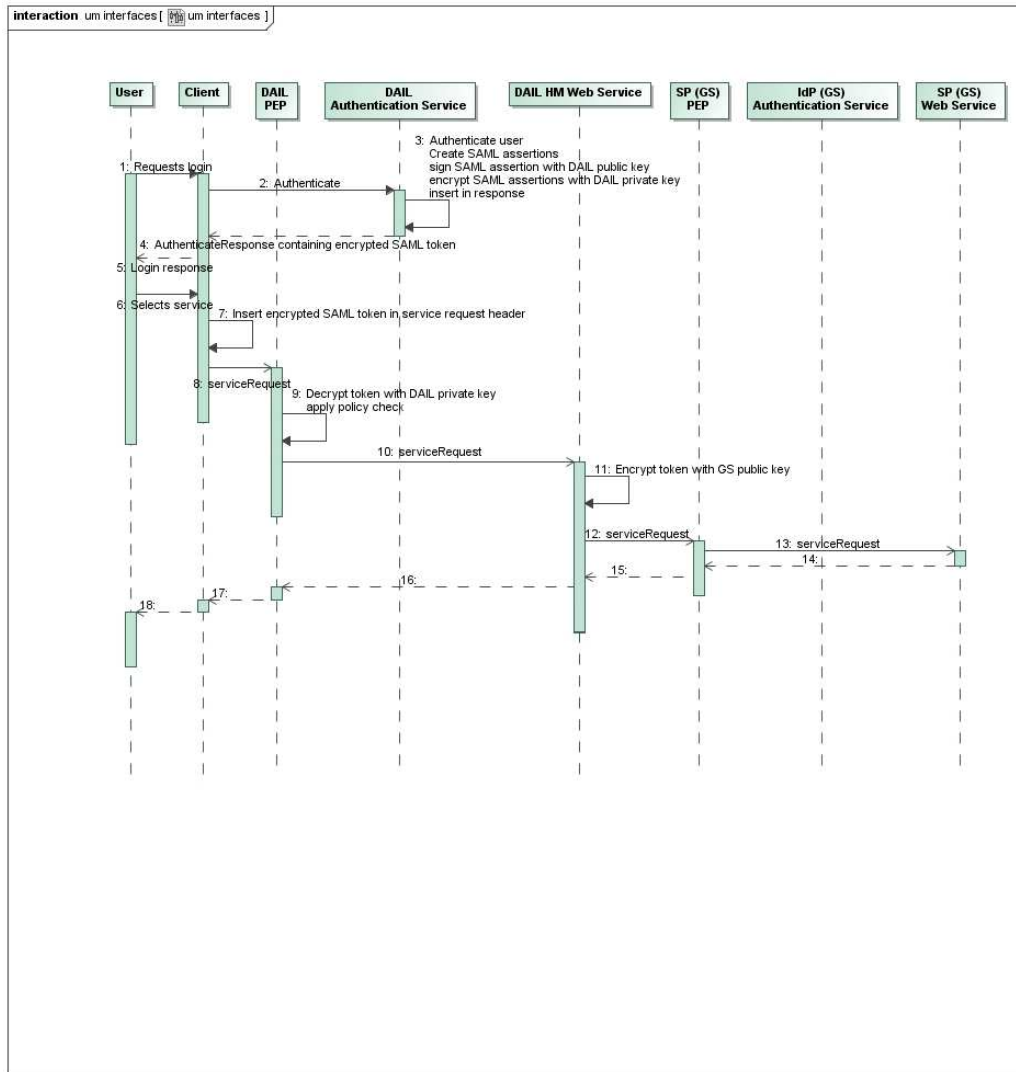 interaction um interfaces [ um interfaces ]
User
Client
DAIL
PEP
DAIL
Authentication Service
DAIL HM Web Service
SP (GS)
PEP
IdP (GS)
Authentication Service
SP (GS)
Web Service
1: Requests login
2: Authenticate
3: Authenticate user
Create SAML assertions
sign SAML assertion with DAIL public key
encrypt SAML assertions with DAIL private key
insert in response
4: AuthenticateResponse containing encrypted SAML token
5: Login response
6: Selects service
7: Insert encrypted SAML token in service request header
8: serviceRequest
9: Decrypt token with DAIL private key
apply policy check
10: serviceRequest
11: Encrypt token with GS public key
12: serviceRequest
13: serviceRequest
14:
15:
16:
17:
18: